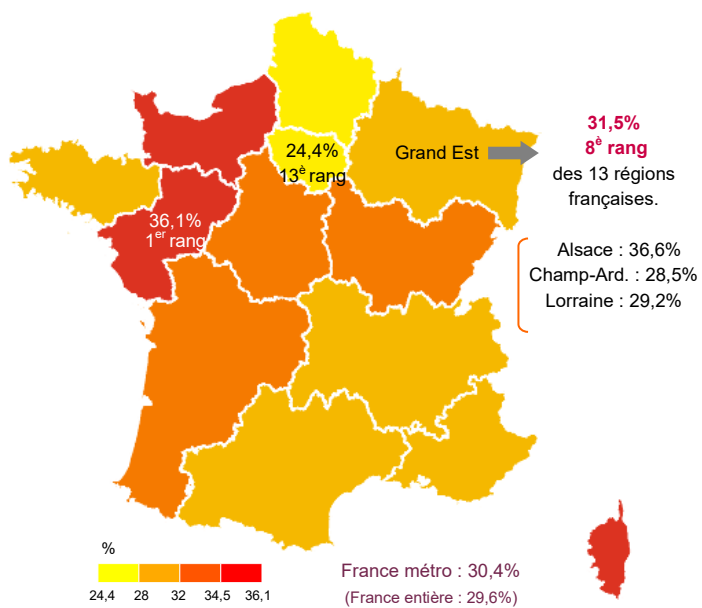 24,4%
13è rang
Grand Est
31,5%
8è rang
des 13 régions
françaises.
36,1%
1er rang
Alsace : 36,6%
Champ-Ard. : 28,5%
Lorraine : 29,2%
%
24,4 28 32 34,5 36,1
France métro : 30,4%
(France entière : 29,6%)